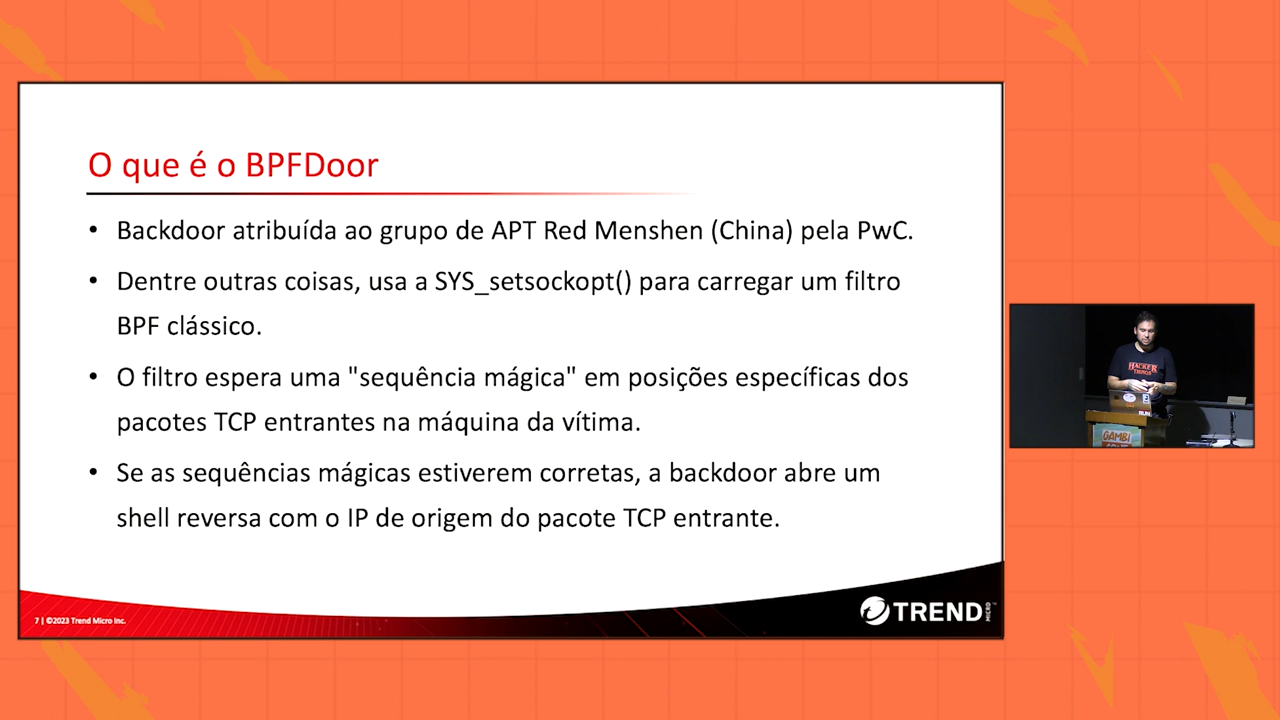 O que é o BPFDoor
• Backdoor atribuída ao grupo de APT Red Menshen (China) pela PwC.
• Dentre outras coisas, usa a SYS_setsockopt() para carregar um filtro
BPF clássico.
• O filtro espera uma "sequência mágica" em posições específicas dos
pacotes TCP entrantes na máquina da vítima.
• Se as sequências mágicas estiverem corretas, a backdoor abre um
shell reversa com o IP de origem do pacote TCP entrante.
7 | ©2023 Trend Micro Inc.
TREND
MICRO
HACKER
THINGS
GAMBI